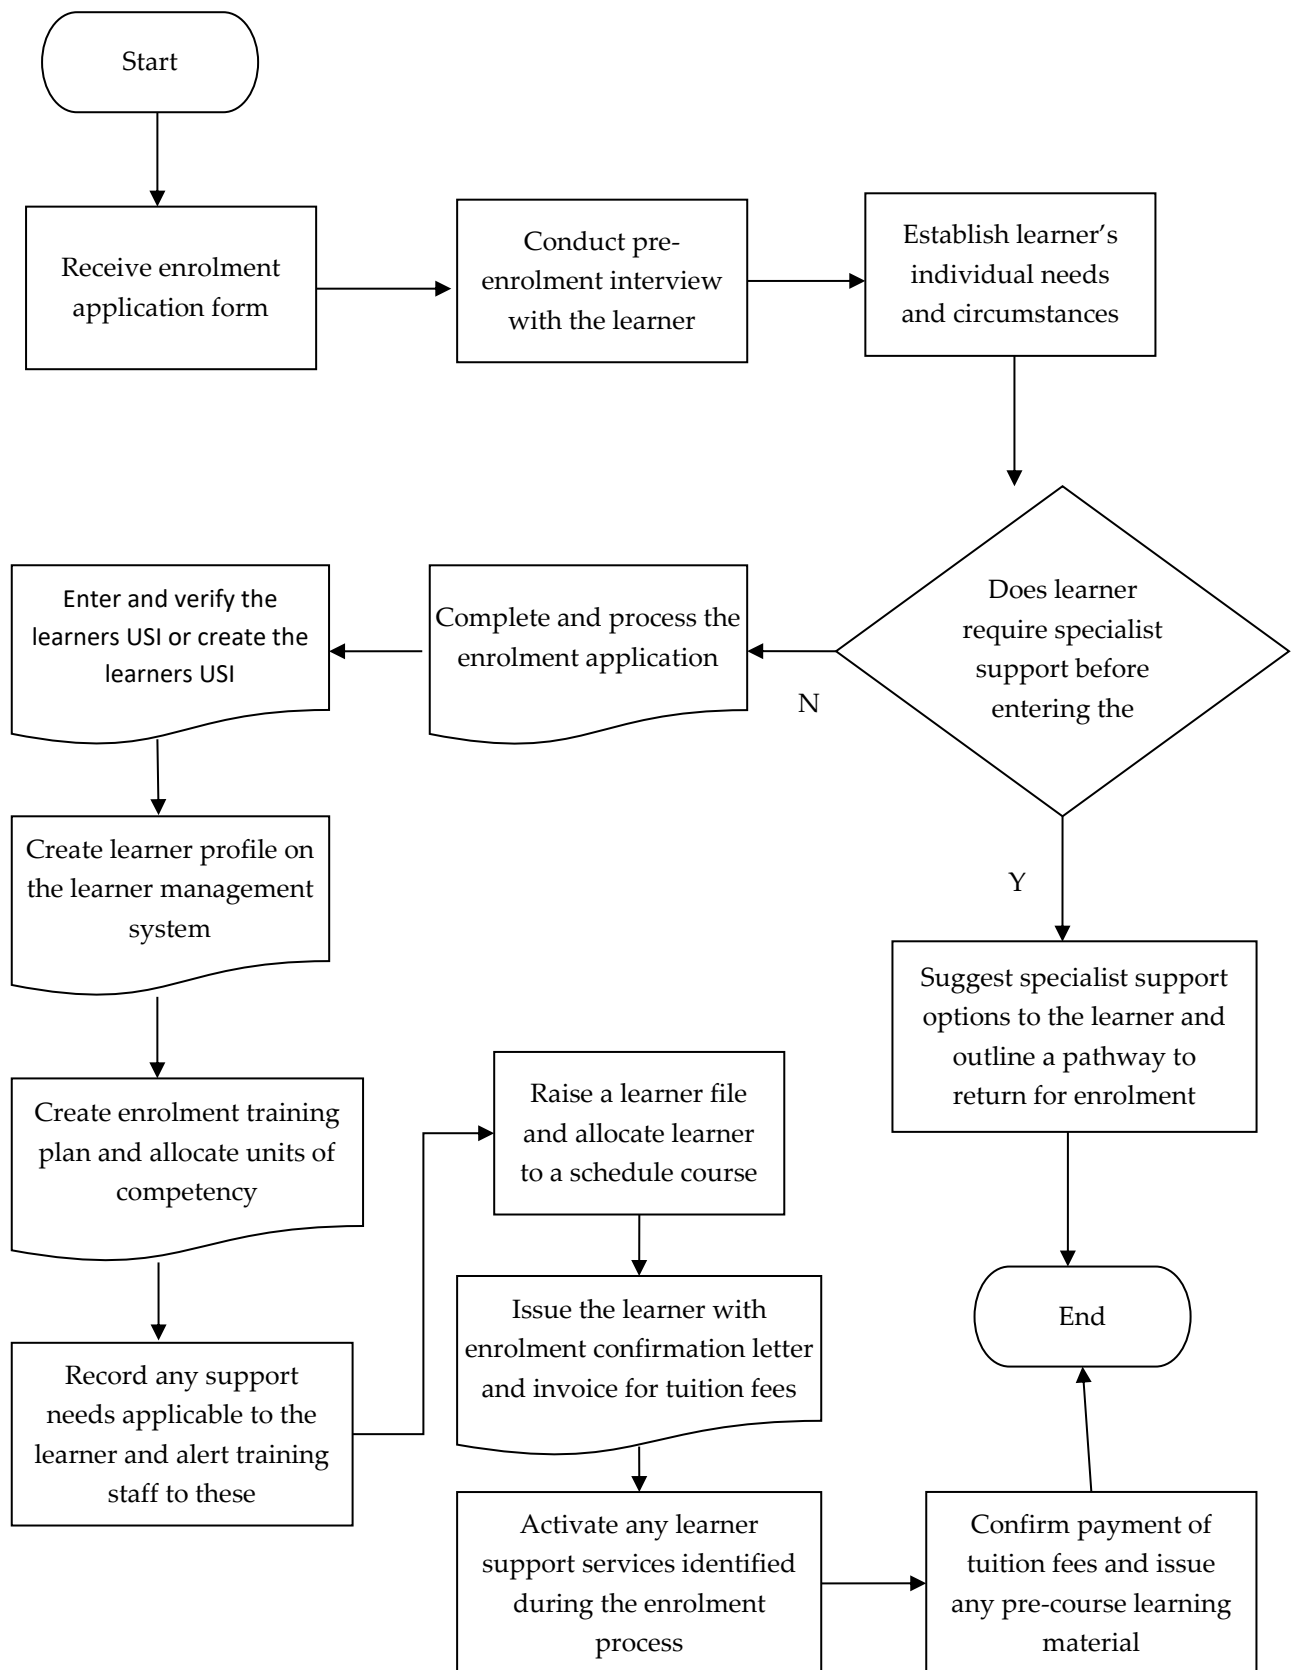 Start
Receive enrolment
application form
Conduct pre-
enrolment interview
with the learner
Establish learner’s
individual needs
and circumstances
Does learner
require specialist
support before
entering the
N
Y
Complete and process the
enrolment application
Enter and verify the
learners USI or create the
learners USI
Create learner profile on
the learner management
system
Create enrolment training
plan and allocate units of
competency
Record any support
needs applicable to the
learner and alert training
staff to these
Raise a learner file
and allocate learner
to a schedule course
Issue the learner with
enrolment confirmation letter
and invoice for tuition fees
Activate any learner
support services identified
during the enrolment
process
Confirm payment of
tuition fees and issue
any pre-course learning
material
Suggest specialist support
options to the learner and
outline a pathway to
return for enrolment
End